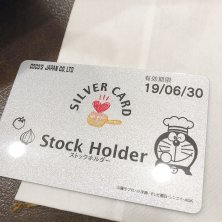 COCO'S JAPAN CO.,LTD
有効期限
19/06/30
SILVER CARD
Stock Holder
ストックホルダー